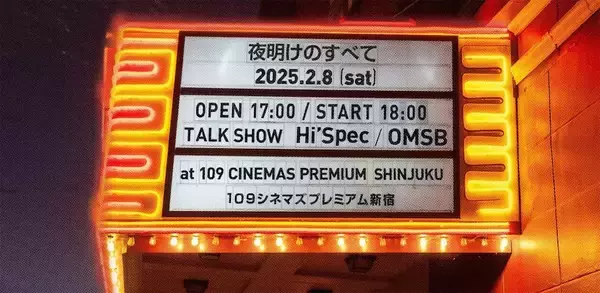 夜明けのすべて
2025.2.8 (sat)
OPEN 17:00 / START 18:00
TALK SHOW Hi'Spec / OMSB
at 109 CINEMAS PREMIUM SHINJUKU
109シネマズプレミアム新宿